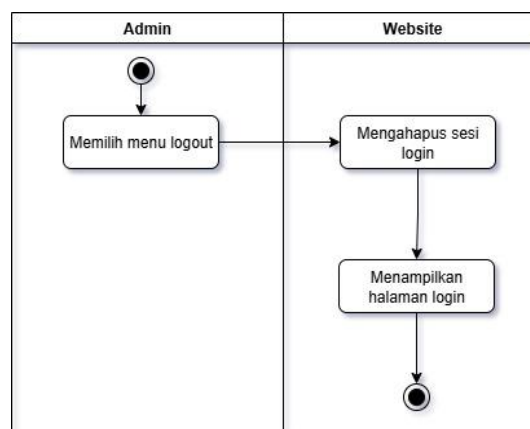 Admin
Website
Memilih menu logout
Mengahapus sesi
login
Menampilkan
halaman login